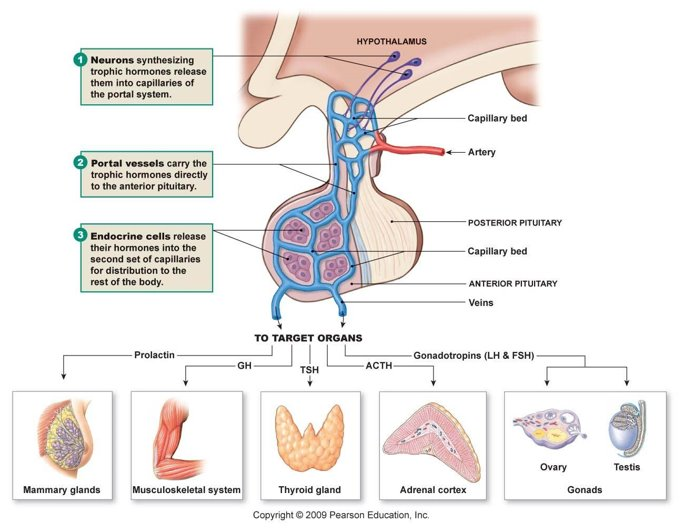 HYPOTHALAMUS
1 Neurons synthesizing
trophic hormones release
them into capillaries of
the portal system.
Capillary bed
Artery
2 Portal vessels carry the
trophic hormones directly
to the anterior pituitary.
POSTERIOR PITUITARY
3 Endocrine cells release
their hormones into the
second set of capillaries
for distribution to the
rest of the body.
Capillary bed
ANTERIOR PITUITARY
Veins
TO TARGET ORGANS
Prolactin
GH
TSH
ACTH
Gonadotropins (LH & FSH)
Mammary glands
Musculoskeletal system
Thyroid gland
Adrenal cortex
Ovary
Testis
Gonads
Copyright © 2009 Pearson Education, Inc.